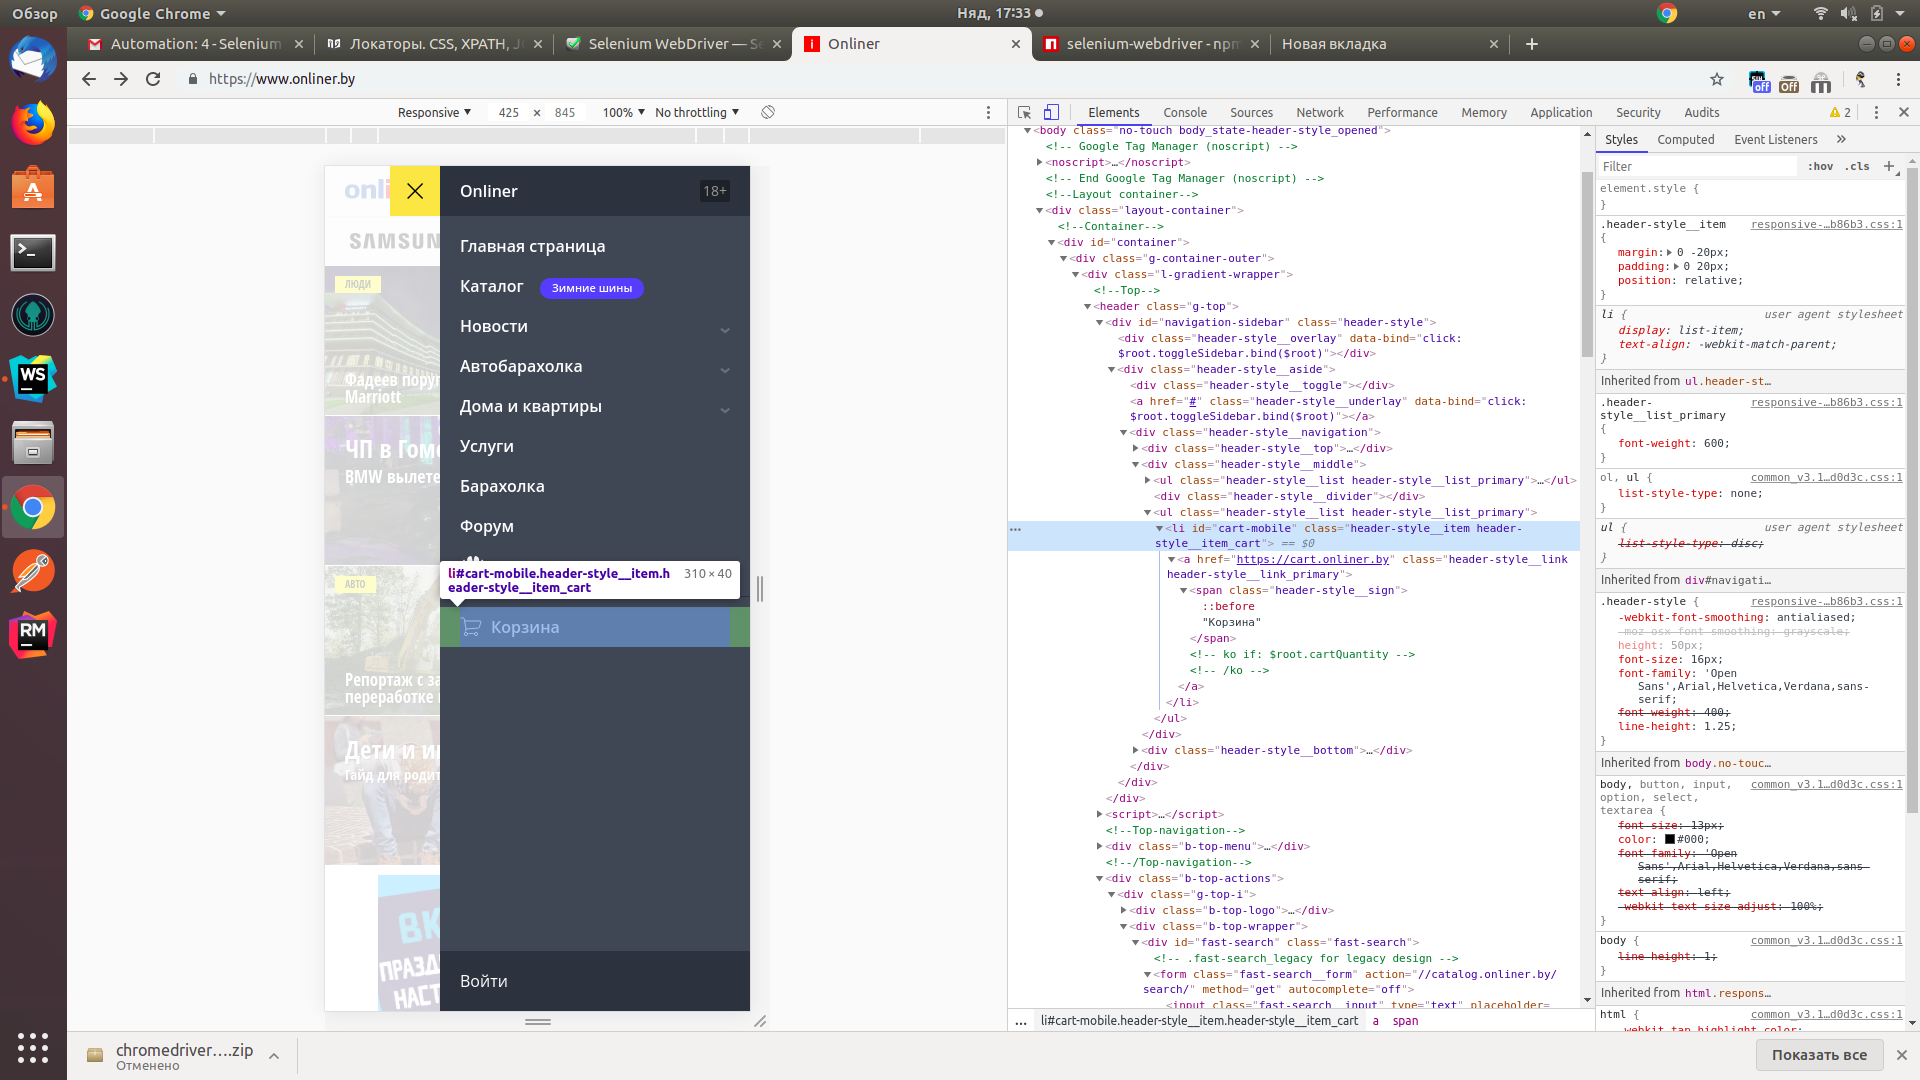 Обзор
Google Chrome
Няд, 17:33
en
Automation: 4 - Selenium
Локаторы. CSS, XPATH, J
Selenium WebDriver — Se
Onliner
selenium-webdriver - npm
Новая вкладка
https://www.onliner.by
off
Off
Responsive
425 × 845
100%
No throttling
Elements
Console
Sources
Network
Performance
Memory
Application
Security
Audits
2
onli
Onliner
18+
SAMSUN
Главная страница
Каталог
Зимние шины
Новости
Автобарахолка
Дома и квартиры
Услуги
Барахолка
Форум
li#cart-mobile.header-style__item.h
eader-style__item_cart
310 × 40
Корзина
Войти
ЛЮДИ
Фадеев пору
Marriott
ЧП в Гом
BMW вылете
АВТО
Репортаж с за
переработке
Дети и и
Гайд для родит
ВК
ПРАЗД
НАСТ
<body class="no-touch body_state-header-style_opened">
<!-- Google Tag Manager (noscript) -->
<noscript>…</noscript>
<!-- End Google Tag Manager (noscript) -->
<!--Layout container-->
<div class="layout-container">
<!--Container-->
<div id="container">
<div class="g-container-outer">
<div class="l-gradient-wrapper">
<!--Top-->
<header class="g-top">
<div id="navigation-sidebar" class="header-style">
<div class="header-style__overlay" data-bind="click:
$root.toggleSidebar.bind($root)"></div>
<div class="header-style__aside">
<div class="header-style__toggle"></div>
<a href="#" class="header-style__underlay" data-bind="click:
$root.toggleSidebar.bind($root)"></a>
<div class="header-style__navigation">
<div class="header-style__top">…</div>
<div class="header-style__middle">
<ul class="header-style__list header-style__list_primary">…</ul>
<div class="header-style__divider"></div>
<ul class="header-style__list header-style__list_primary">
… <li id="cart-mobile" class="header-style__item header-
style__item_cart"> == $0
<a href="https://cart.onliner.by" class="header-style__link
header-style__link_primary">
<span class="header-style__sign">
::before
"Корзина"
</span>
<!-- ko if: $root.cartQuantity -->
<!-- /ko -->
</a>
</li>
</ul>
</div>
<div class="header-style__bottom">…</div>
</div>
</div>
</div>
<script>…</script>
<!--Top-navigation-->
<div class="b-top-menu">…</div>
<!--/Top-navigation-->
<div class="b-top-actions">
<div class="g-top-i">
<div class="b-top-logo">…</div>
<div class="b-top-wrapper">
<div id="fast-search" class="fast-search">
<!-- .fast-search_legacy for legacy design -->
<form class="fast-search__form" action="//catalog.onliner.by/
search/" method="get" autocomplete="off">
<input class="fast-search__input" type="text" placeholder=
… li#cart-mobile.header-style__item.header-style__item_cart a span
Styles
Computed
Event Listeners
»
Filter
:hov .cls +
element.style {
}
.header-style__item responsive-…b86b3.css:1
{
margin: 0 -20px;
padding: 0 20px;
position: relative;
}
li { user agent stylesheet
display: list-item;
text-align: -webkit-match-parent;
}
Inherited from ul.header-st…
.header- responsive-…b86b3.css:1
style__list_primary
{
font-weight: 600;
}
ol, ul { common_v3.1…d0d3c.css:1
list-style-type: none;
}
ul { user agent stylesheet
list-style-type: disc;
}
Inherited from div#navigati…
.header-style { responsive-…b86b3.css:1
-webkit-font-smoothing: antialiased;
-moz-osx-font-smoothing: grayscale;
height: 50px;
font-size: 16px;
font-family: 'Open
Sans',Arial,Helvetica,Verdana,sans-
serif;
font-weight: 400;
line-height: 1.25;
}
Inherited from body.no-touc…
body, button, input, common_v3.1…d0d3c.css:1
option, select,
textarea {
font-size: 13px;
color: #000;
font-family: 'Open
Sans',Arial,Helvetica,Verdana,sans-
serif;
text-align: left;
-webkit-text-size-adjust: 100%;
}
body { common_v3.1…d0d3c.css:1
line-height: 1;
}
Inherited from html.respons…
html { common_v3.1…d0d3c.css:1
-webkit-tap-highlight-color:
chromedriver….zip
Отменено
Показать все
WS
RM